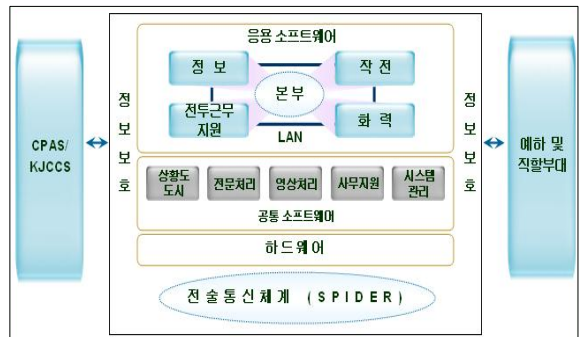 응용 소프트웨어
정 보
작 전
본부
전투근무
지원
화 력
LAN
정보보호
정보보호
CPAS/
KJCCS
예하 및
직할부대
상황도
도시
전문처리
영상처리
사무지원
시스템
관리
공통 소프트웨어
하드웨어
전술통신체계 (SPIDER)